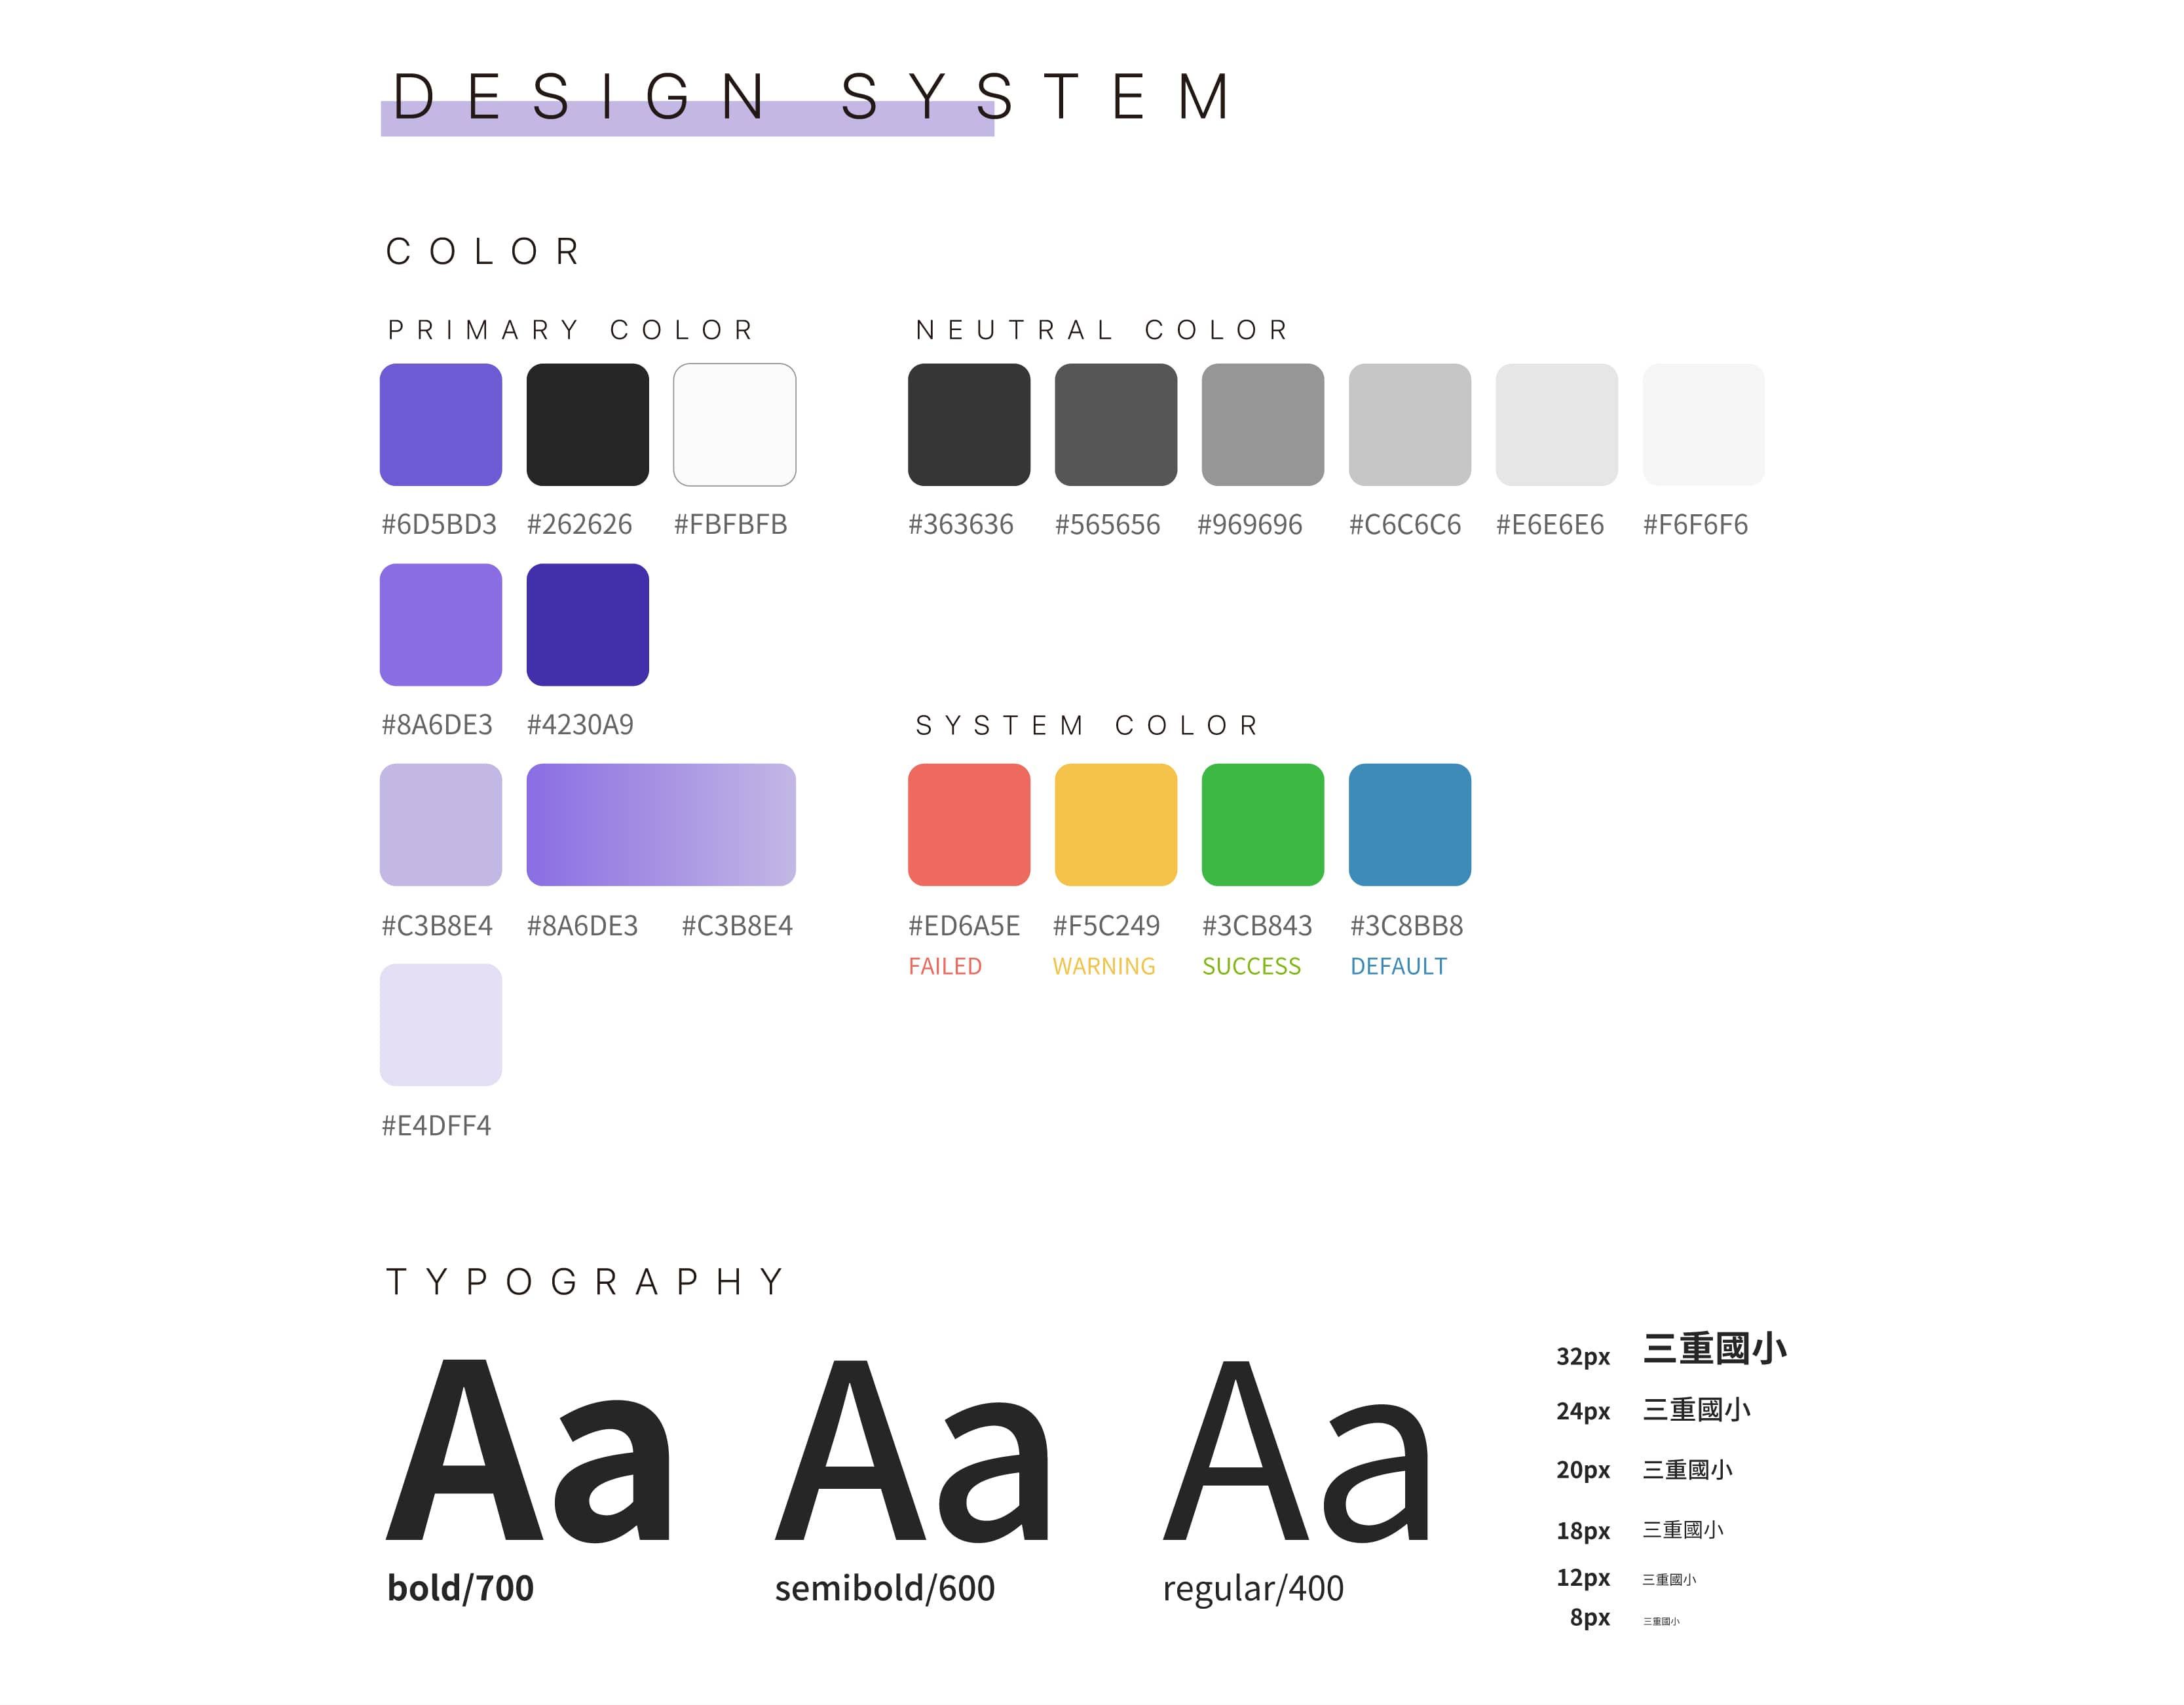 DESIGN SYSTEM
COLOR
PRIMARY COLOR
#6D5BD3 #262626 #FBFBFB
#8A6DE3 #4230A9
#C3B8E4 #8A6DE3 #C3B8E4
#E4DFF4
NEUTRAL COLOR
#363636 #565656 #969696 #C6C6C6 #E6E6E6 #F6F6F6
SYSTEM COLOR
#ED6A5E #F5C249 #3CB843 #3C8BB8
FAILED WARNING SUCCESS DEFAULT
TYPOGRAPHY
Aa Aa Aa
bold/700 semibold/600 regular/400
32px 三重國小
24px 三重國小
20px 三重國小
18px 三重國小
12px 三重國小
8px 三重國小